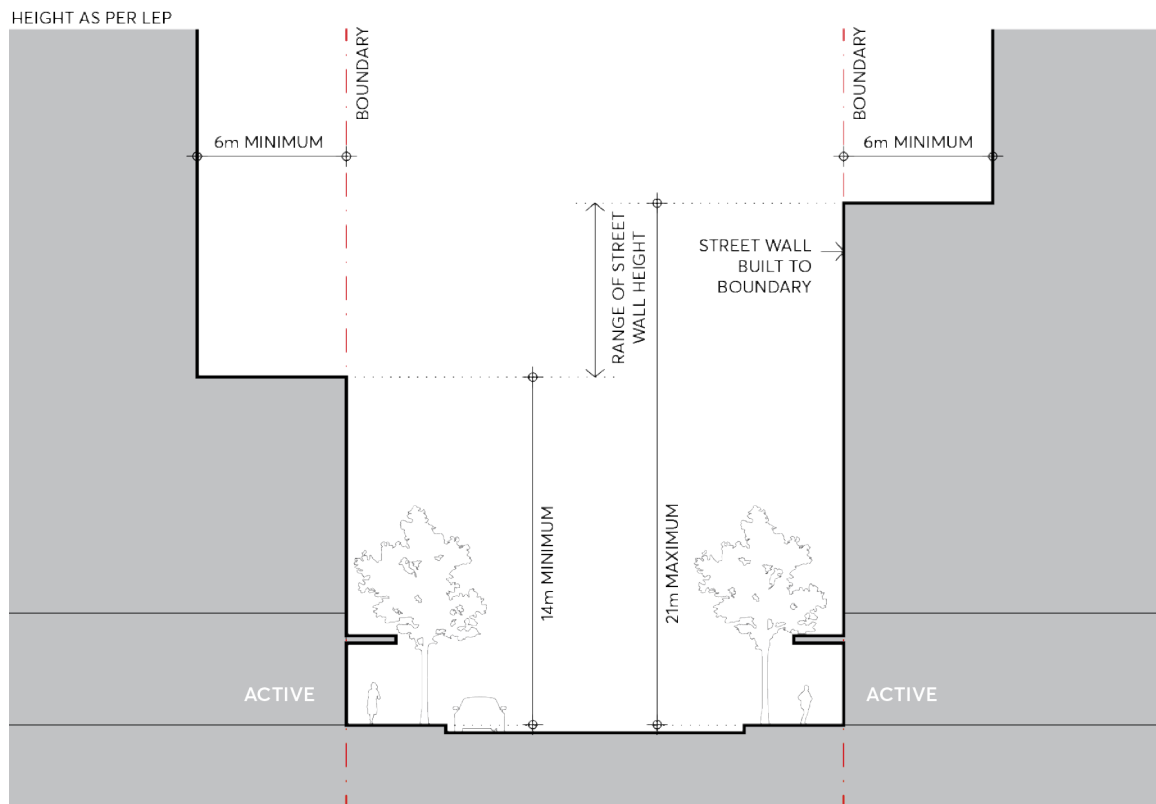 HEIGHT AS PER LEP
BOUNDARY
BOUNDARY
6m MINIMUM
6m MINIMUM
RANGE OF STREET
WALL HEIGHT
STREET WALL
BUILT TO
BOUNDARY
14m MINIMUM
21m MAXIMUM
ACTIVE
ACTIVE